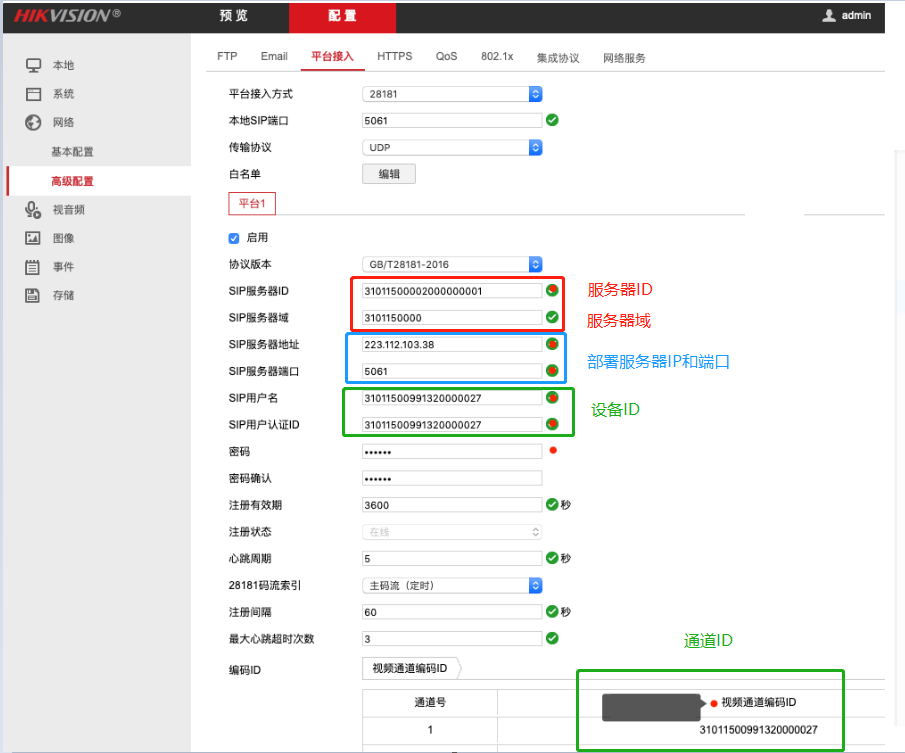 HIKVISION®
预览
配置
admin
本地
系统
网络
基本配置
高级配置
视音频
图像
事件
存储
FTP
Email
平台接入
HTTPS
QoS
802.1x
集成协议
网络服务
平台接入方式
28181
本地SIP端口
5061
传输协议
UDP
白名单
编辑
平台1
启用
协议版本
GB/T28181-2016
SIP服务器ID
31011500002000000001
服务器ID
SIP服务器域
3101150000
服务器域
SIP服务器地址
223.112.103.38
部署服务器IP和端口
SIP服务器端口
5061
SIP用户名
31011500991320000027
设备ID
SIP用户认证ID
31011500991320000027
密码
••••••
密码确认
••••••
注册有效期
3600
秒
注册状态
在线
心跳周期
5
秒
28181码流索引
主码流（定时）
注册间隔
60
秒
最大心跳超时次数
3
通道ID
编码ID
视频通道编码ID
通道号
视频通道编码ID
1
31011500991320000027